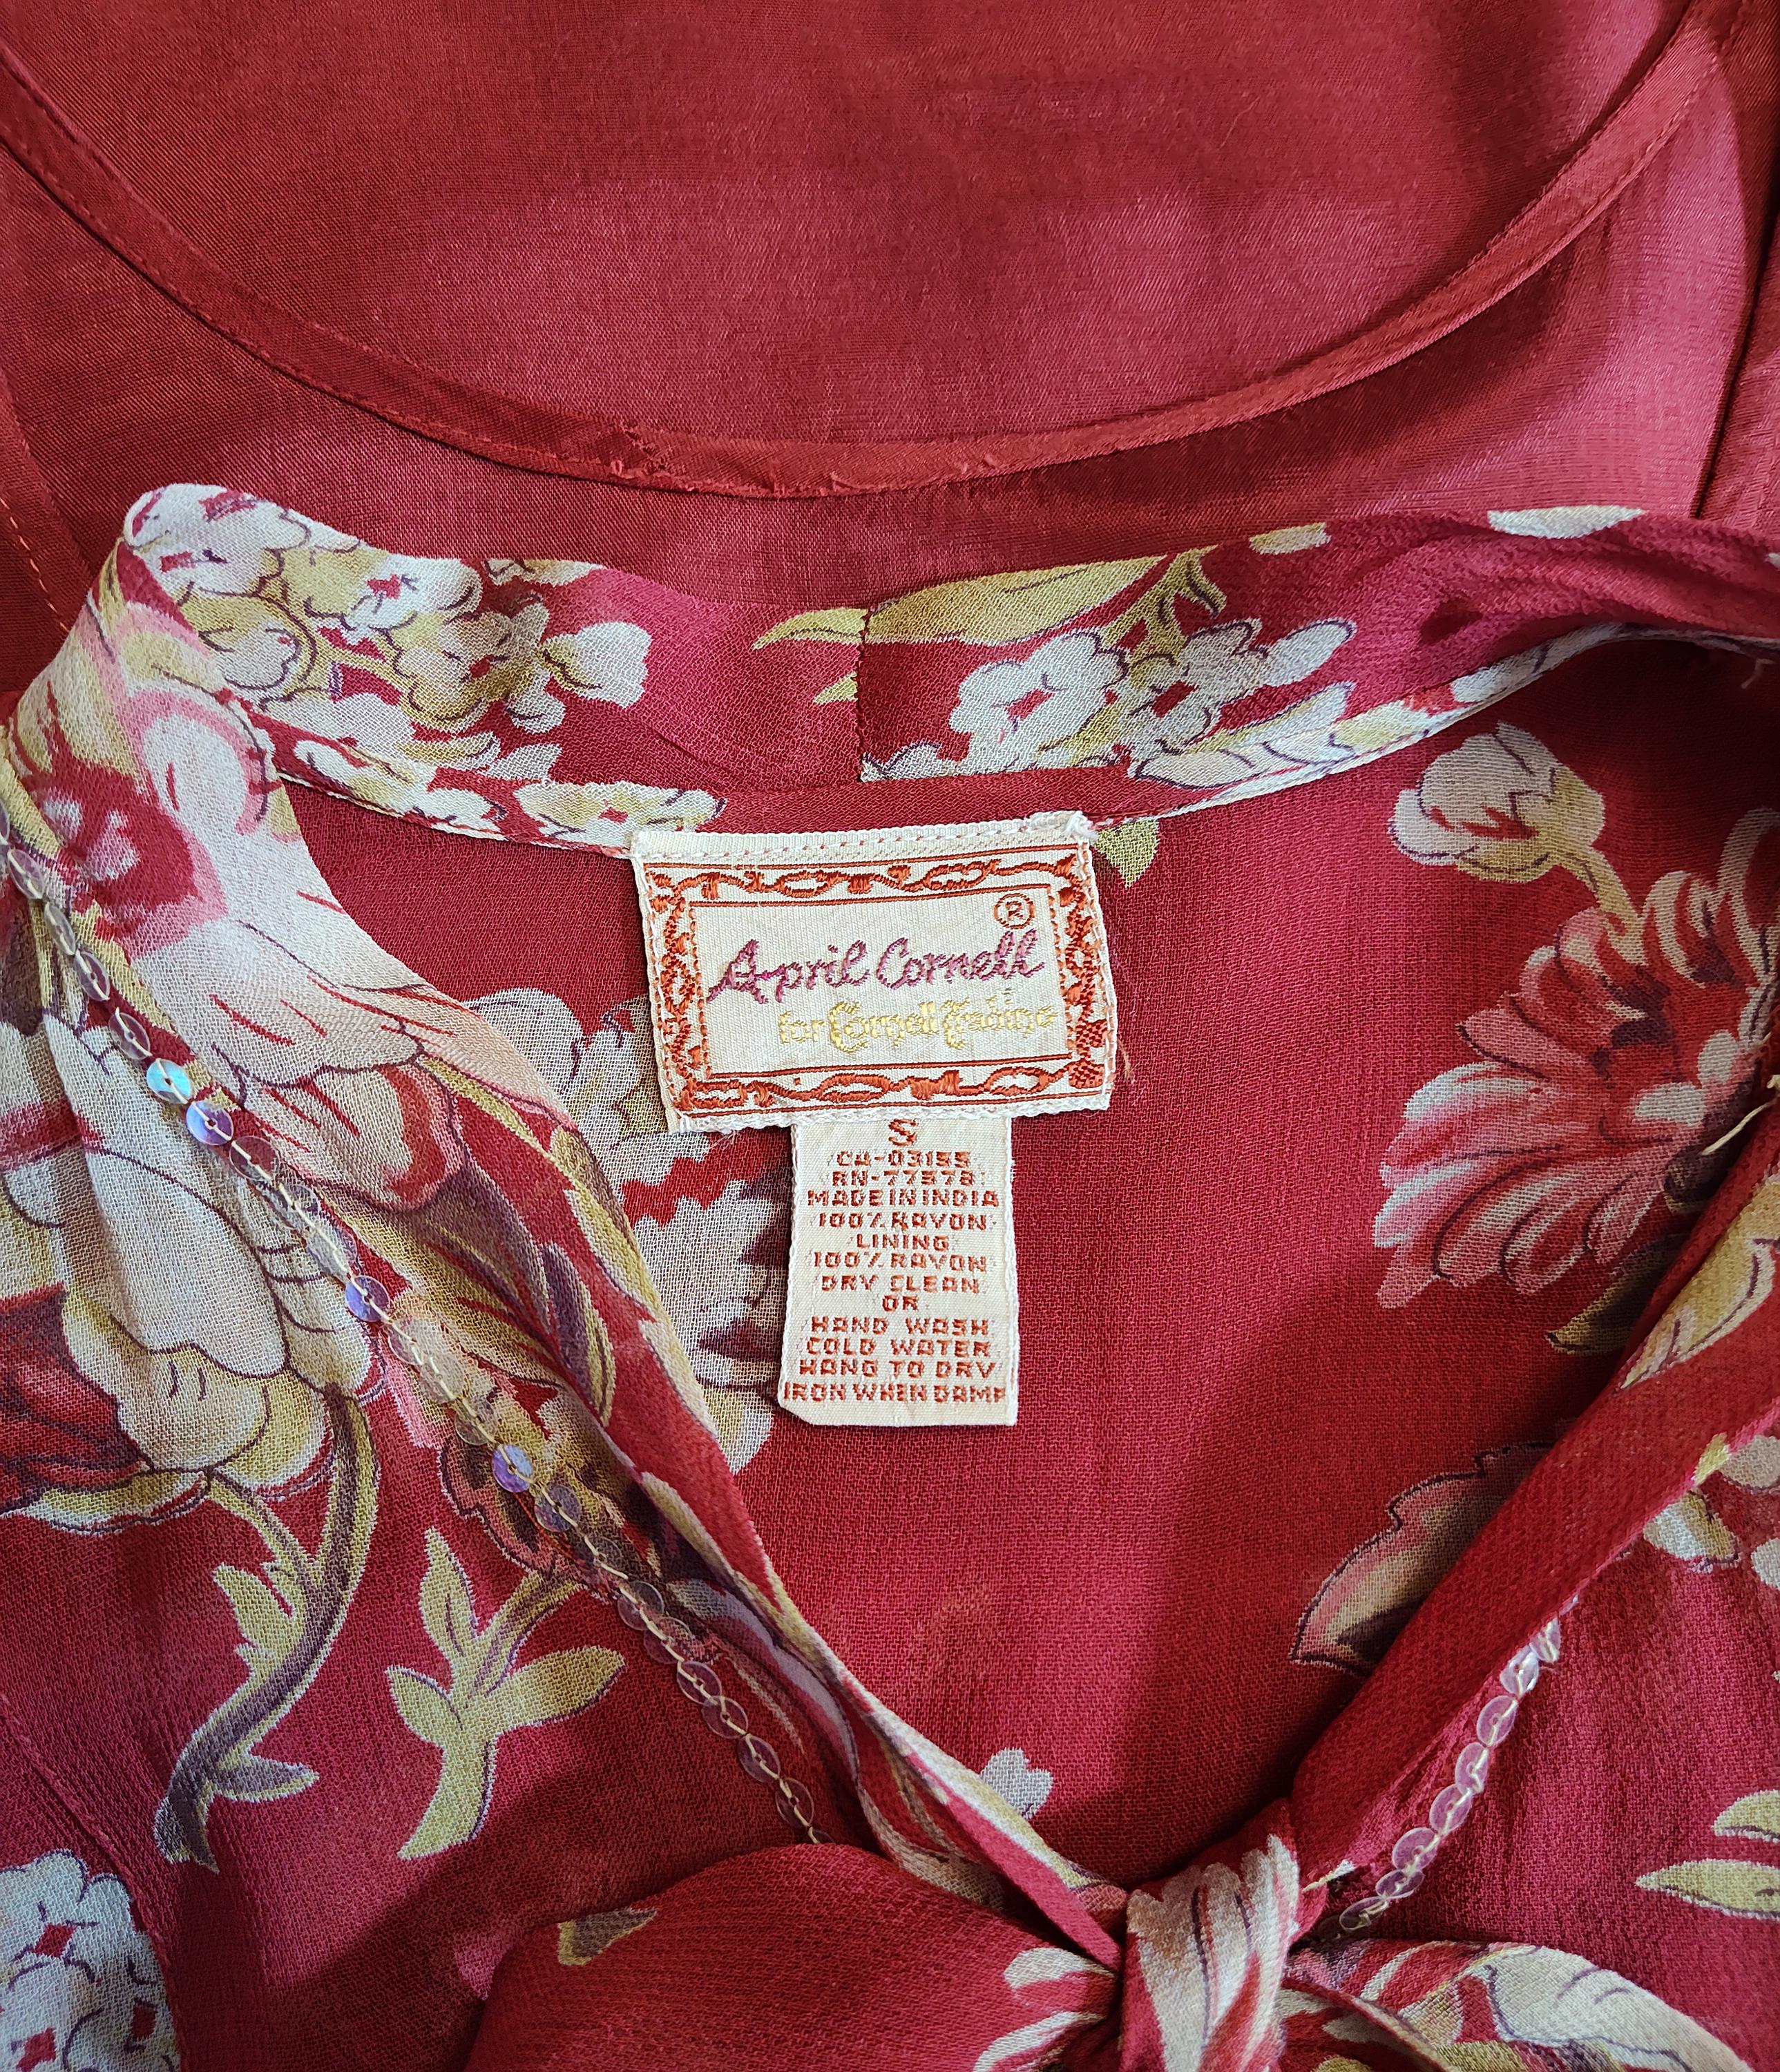 ®
April Cornell
for Cornell Trading
S
CA-03155
RN-77978
MADE IN INDIA
100% RAYON
LINING
100% RAYON
DRY CLEAN
OR
HAND WASH
COLD WATER
HANG TO DRY
IRON WHEN DAMP